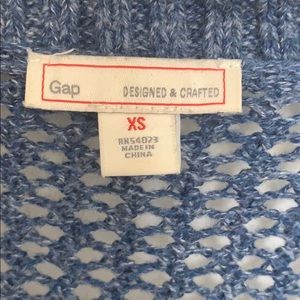 Gap DESIGNED & CRAFTED
XS
RN54023
MADE IN
CHINA